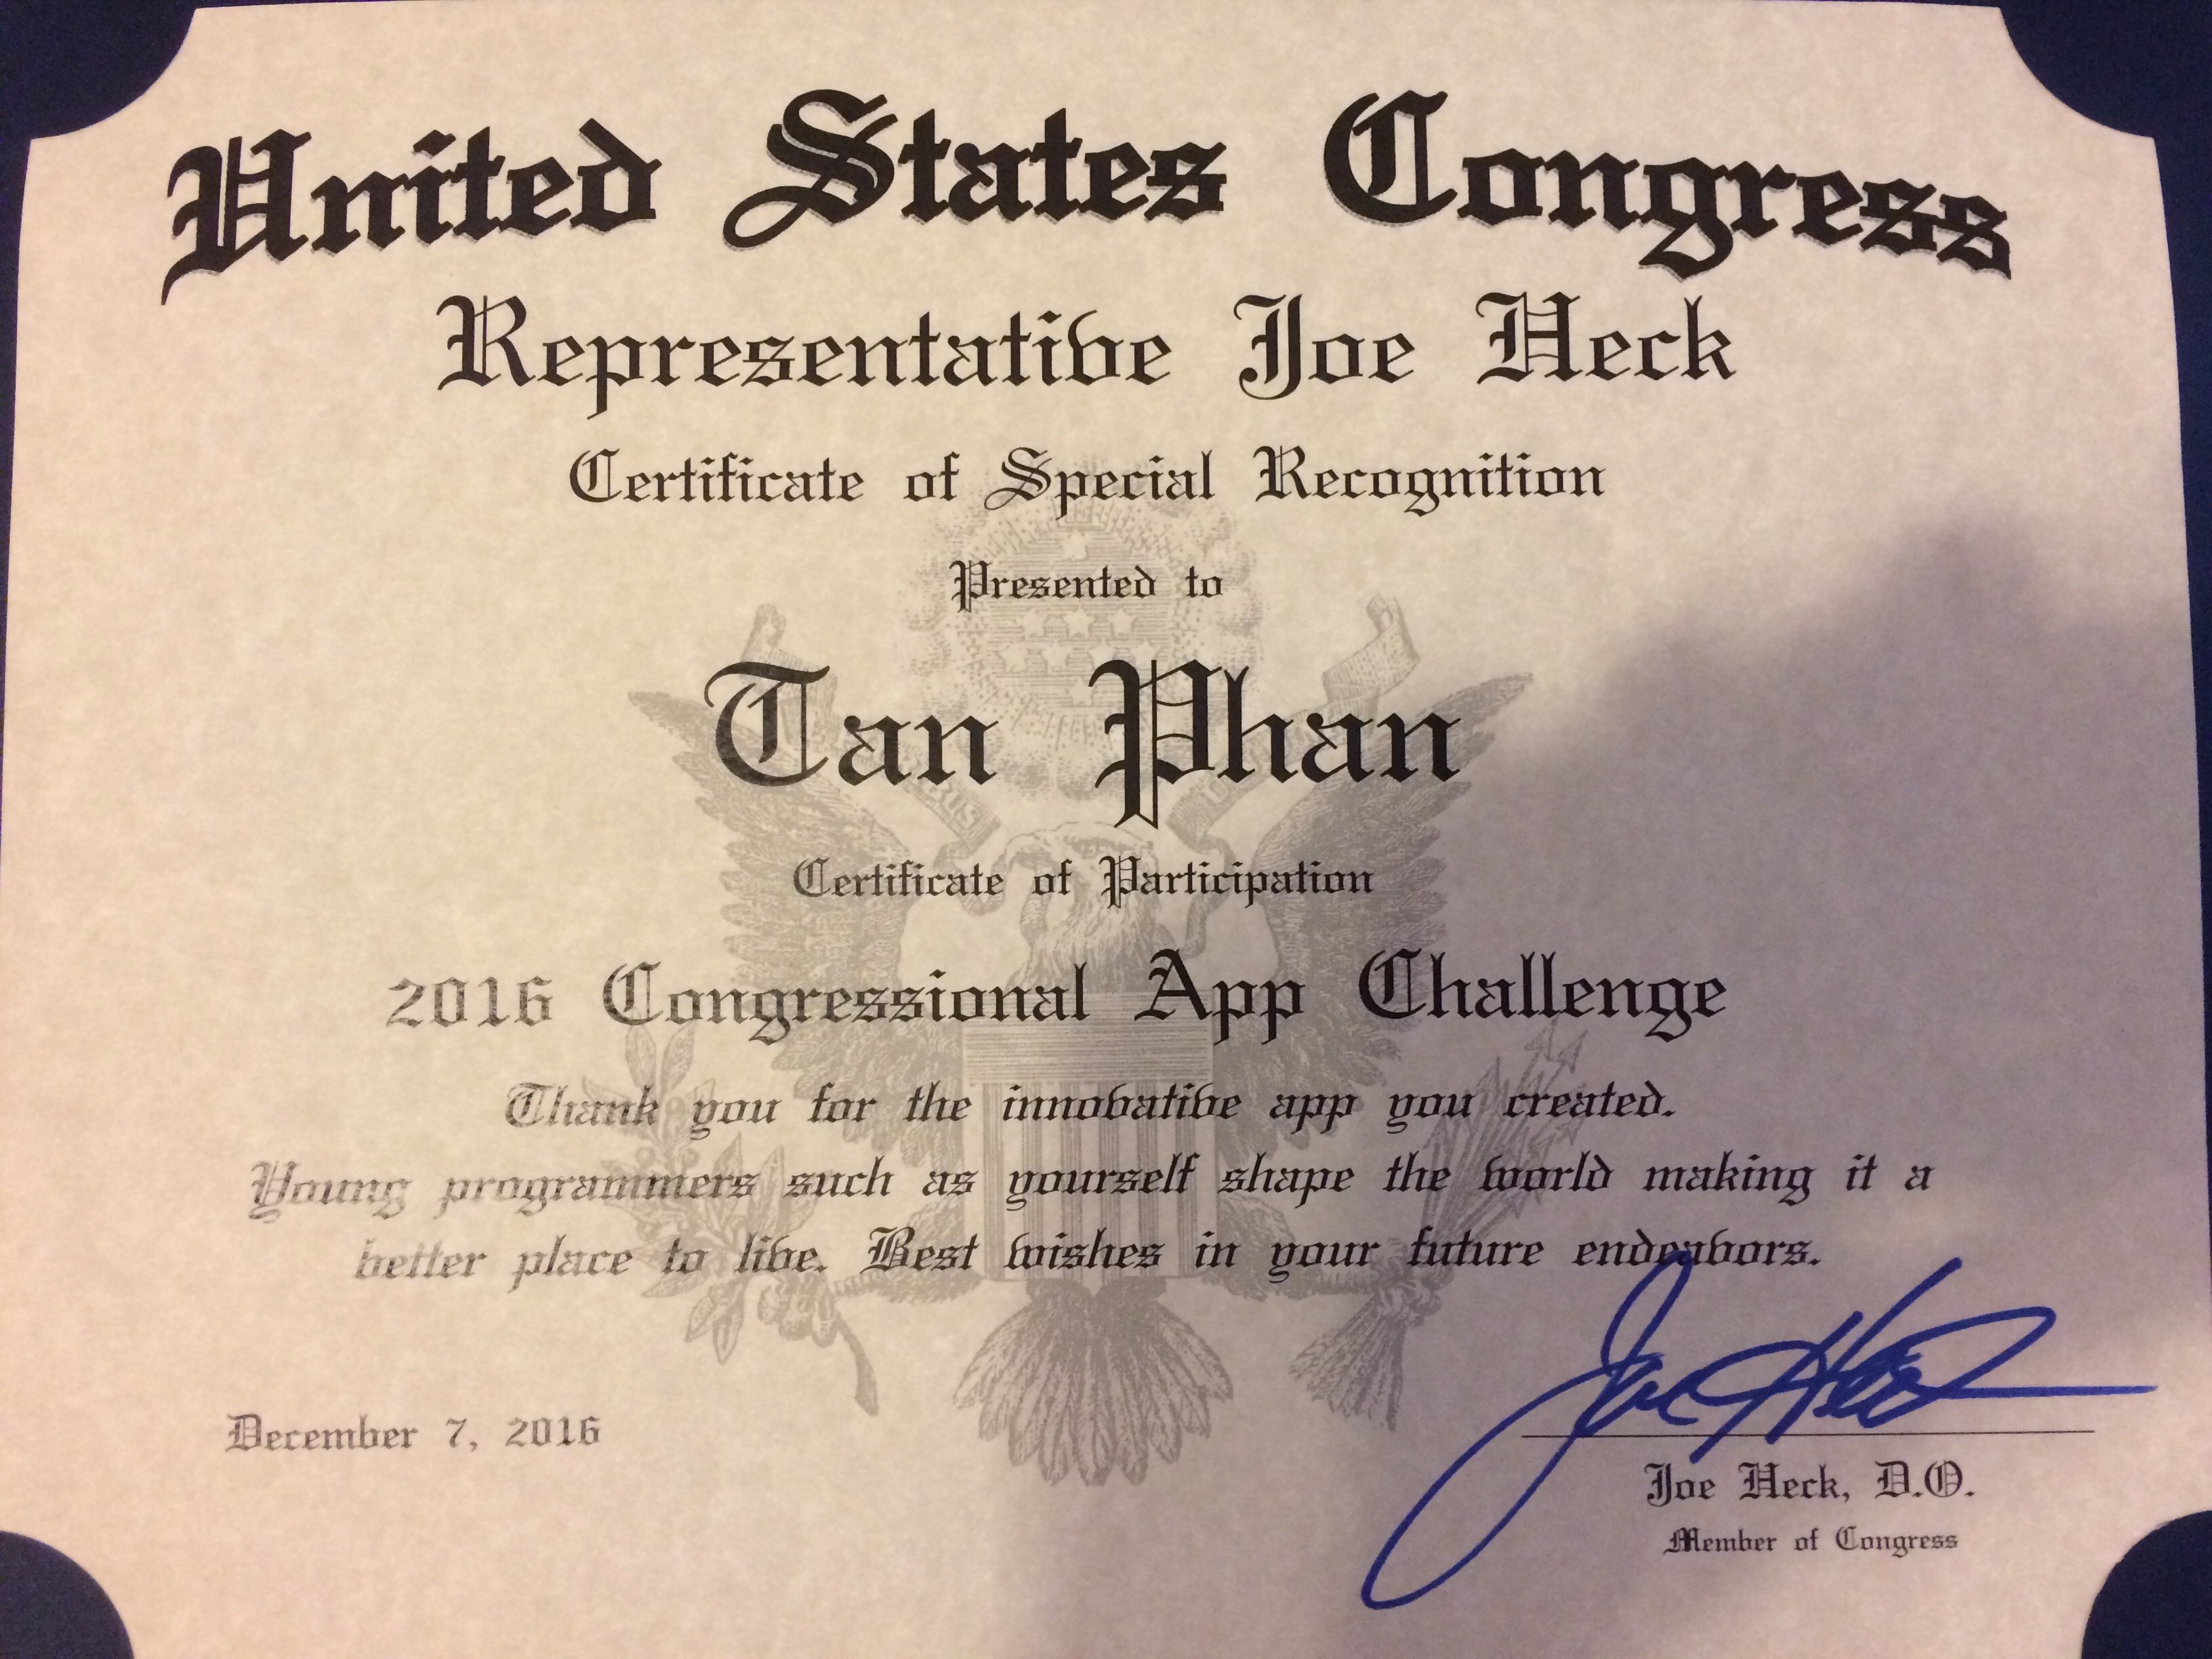 United States Congress
Representative Joe Heck
Certificate of Special Recognition
Presented to
Tan Phan
Certificate of Participation
2016 Congressional App Challenge
Thank you for the innovative app you created.
Young programmers such as yourself shape the world making it a
better place to live. Best wishes in your future endeavors.
Joe Heck
December 7, 2016
Joe Heck, D.O.
Member of Congress